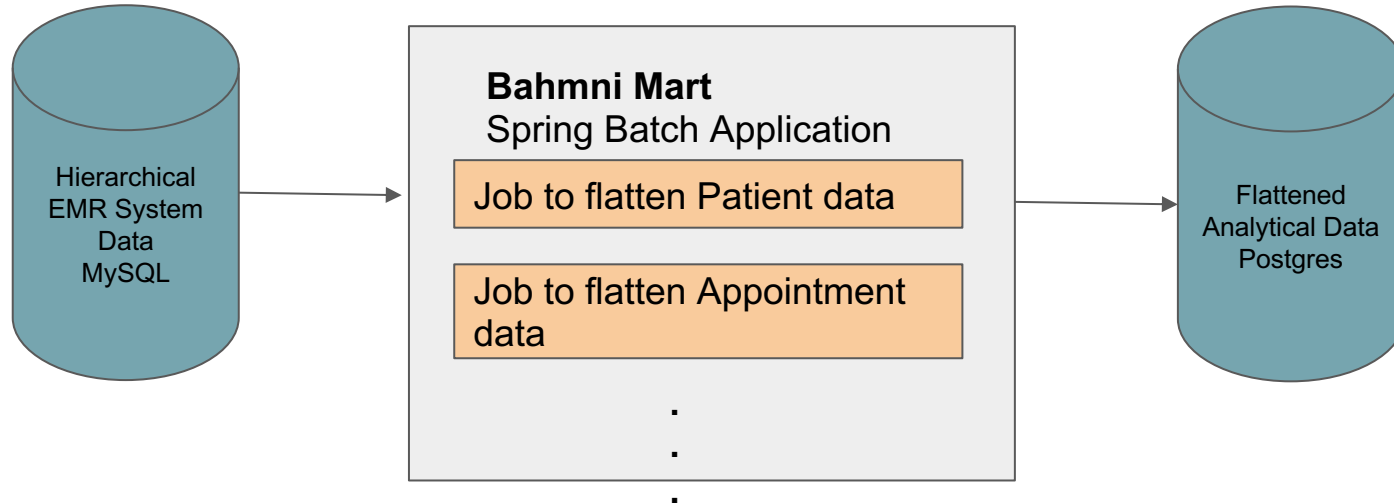 Hierarchical
EMR System
Data
MySQL
Bahmni Mart
Spring Batch Application
Job to flatten Patient data
Job to flatten Appointment
data
.
.
.
Flattened
Analytical Data
Postgres